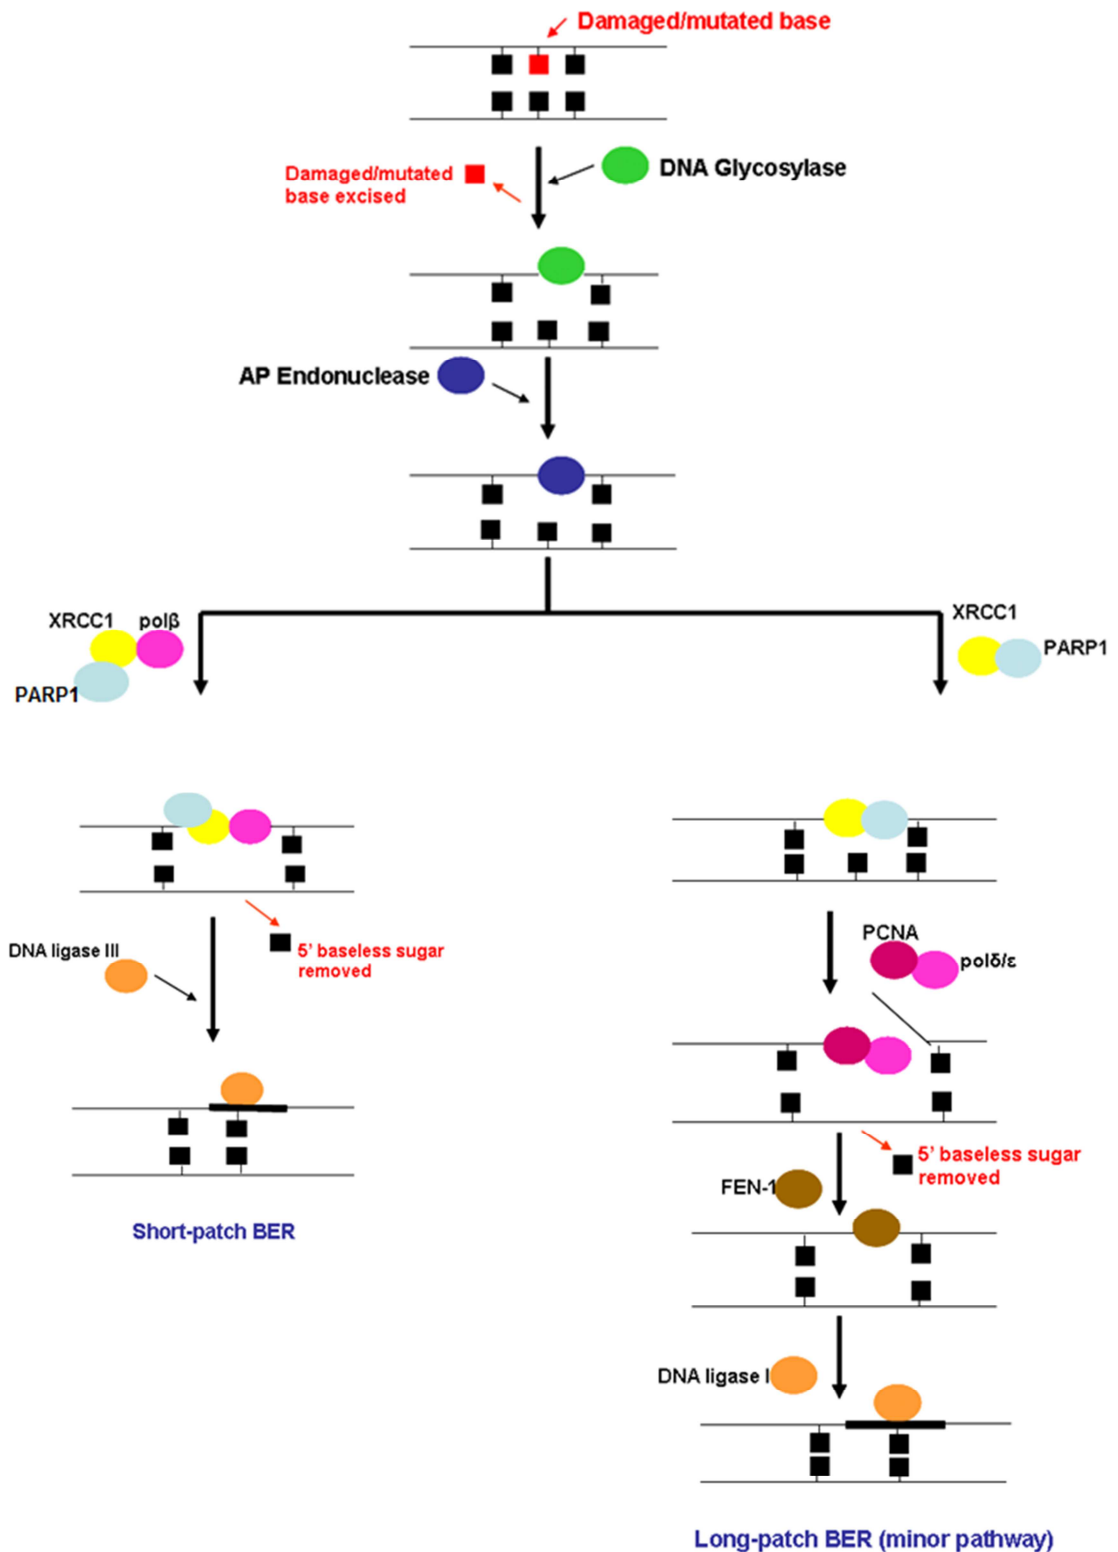 Damaged/mutated base
Damaged/mutated
base excised
DNA Glycosylase
AP Endonuclease
XRCC1
polβ
PARP1
XRCC1
PARP1
DNA ligase III
5' baseless sugar
removed
PCNA
polδ/ε
5' baseless sugar
removed
FEN-1
Short-patch BER
DNA ligase I
Long-patch BER (minor pathway)